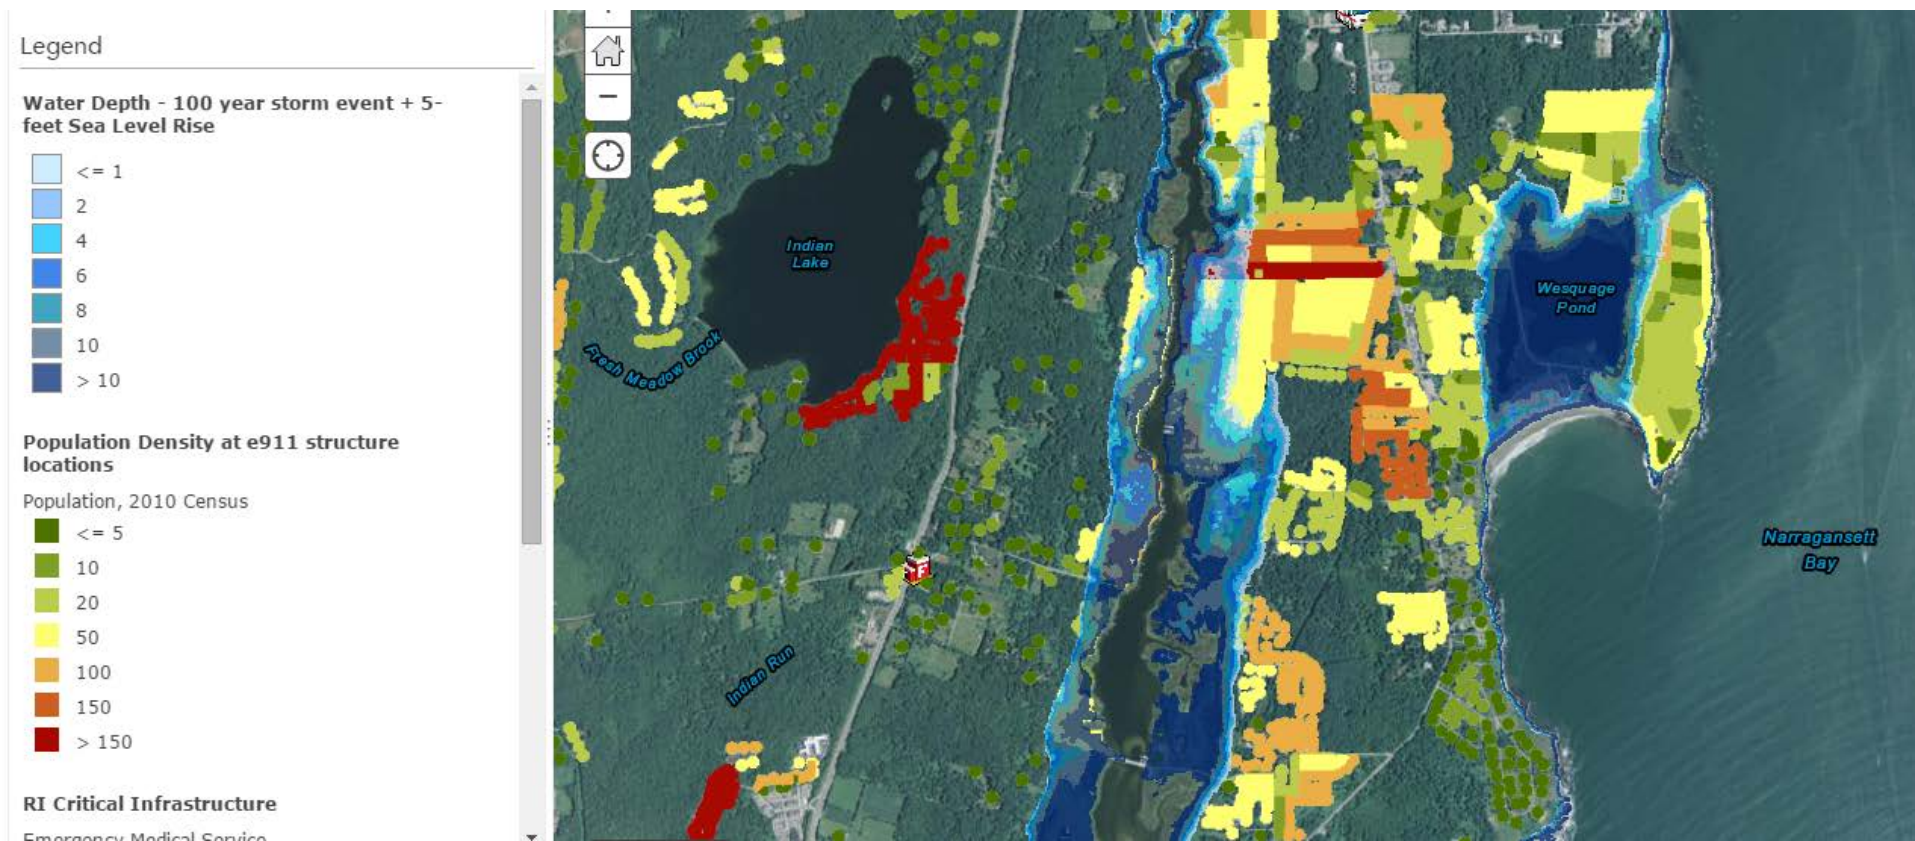 Legend
Water Depth - 100 year storm event + 5-
feet Sea Level Rise
<= 1
2
4
6
8
10
> 10
Population Density at e911 structure
locations
Population, 2010 Census
<= 5
10
20
50
100
150
> 150
RI Critical Infrastructure
Emergency Medical Service
Indian
Lake
Fresh Meadow Brook
Wesquage
Pond
Narragansett
Bay
F
Indian Run